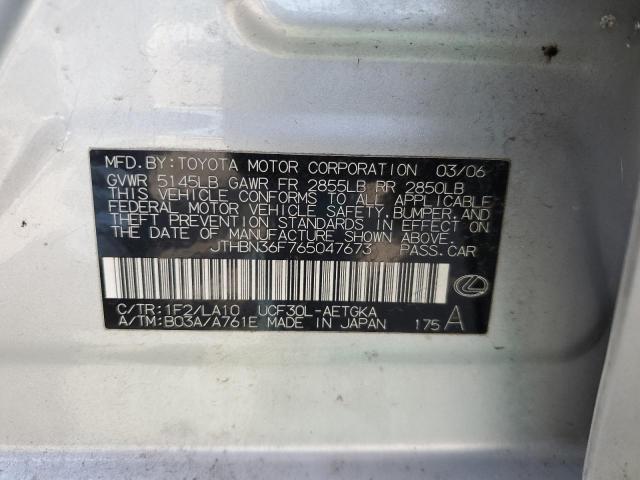 MFD. BY: TOYOTA MOTOR CORPORATION 03/06
GVWR 5145LB GAWR FR 2855LB RR 2850LB
THIS VEHICLE CONFORMS TO ALL APPLICABLE
FEDERAL MOTOR VEHICLE SAFETY, BUMPER, AND
THEFT PREVENTION STANDARDS IN EFFECT ON
THE DATE OF MANUFACTURE SHOWN ABOVE.
JTHBN36F765047673 PASS. CAR
C/TR: 1F2/LA10 UCF30L-AETGKA
A/TM: B03A/A761E MADE IN JAPAN 175 A